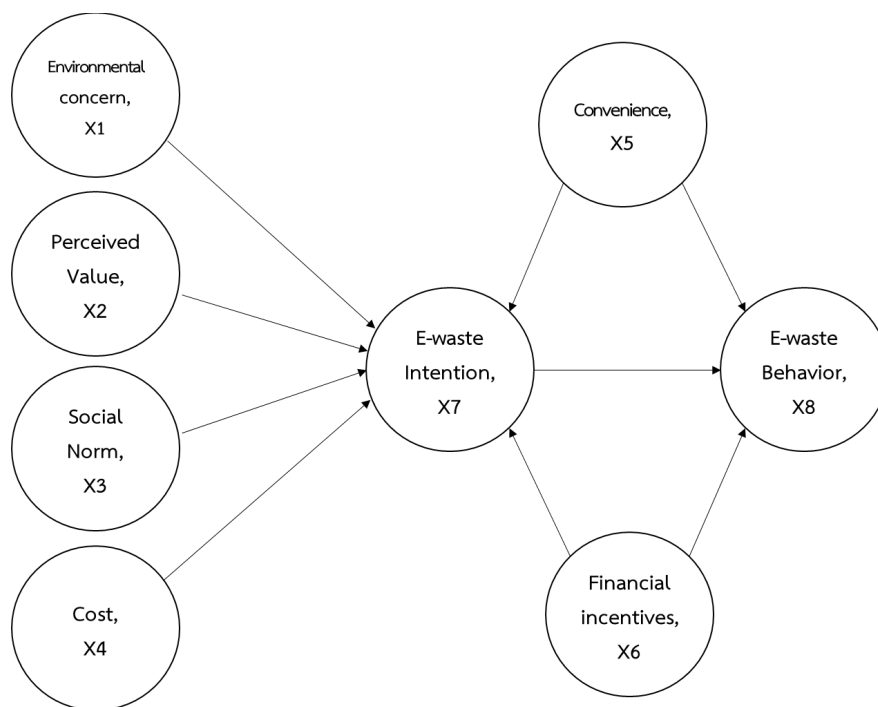 Environmental
concern,
X1
Perceived
Value,
X2
Social
Norm,
X3
Cost,
X4
E-waste
Intention,
X7
Convenience,
X5
Financial
incentives,
X6
E-waste
Behavior,
X8